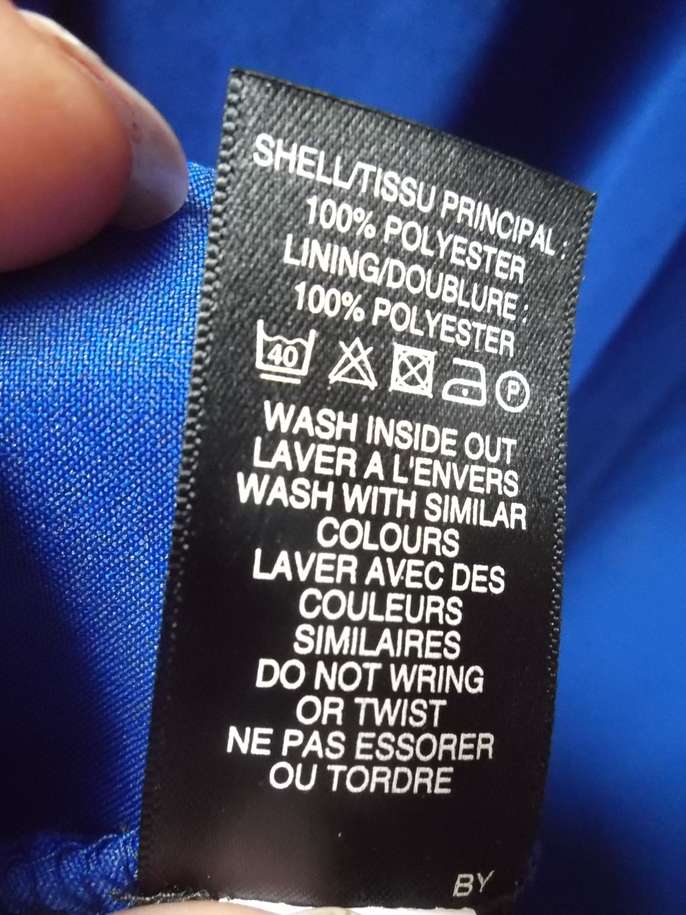 SHELL/TISSU PRINCIPAL:
100% POLYESTER
LINING/DOUBLURE:
100% POLYESTER
40 P
WASH INSIDE OUT
LAVER A L'ENVERS
WASH WITH SIMILAR
COLOURS
LAVER AVEC DES
COULEURS
SIMILAIRES
DO NOT WRING
OR TWIST
NE PAS ESSORER
OU TORDRE
BY